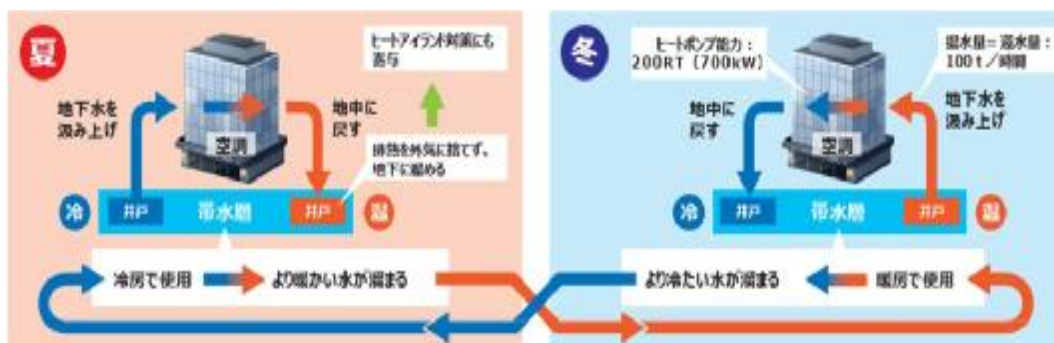 夏
ヒートアイランド対策にも
寄与
地下水を
汲み上げ
空調
地中に
戻す
排熱を外気に捨てず、
地下に溜める
冷
井戸
帯水層
井戸
温
冷房で使用
より暖かい水が溜まる
冬
ヒートポンプ能力：
200RT（700kW）
揚水量＝還水量：
100t／時間
地中に
戻す
空調
地下水を
汲み上げ
冷
井戸
帯水層
井戸
温
より冷たい水が溜まる
暖房で使用